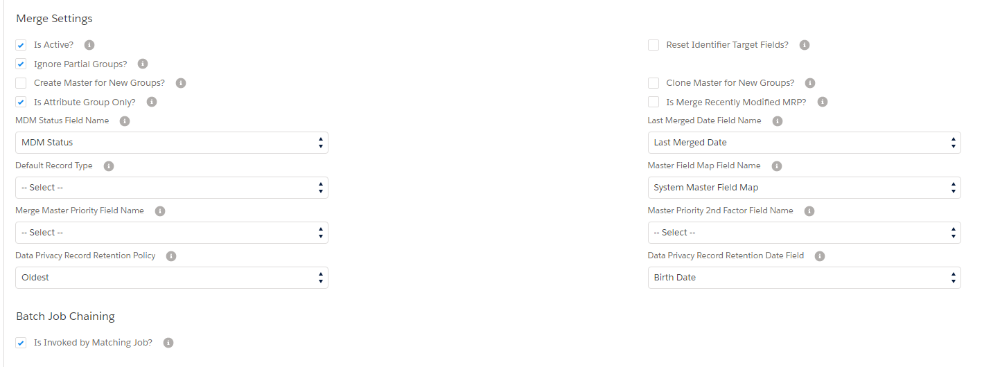 Merge Settings
Is Active?
Reset Identifier Target Fields?
Ignore Partial Groups?
Create Master for New Groups?
Clone Master for New Groups?
Is Attribute Group Only?
Is Merge Recently Modified MRP?
MDM Status Field Name
Last Merged Date Field Name
MDM Status
Last Merged Date
Default Record Type
Master Field Map Field Name
-- Select --
System Master Field Map
Merge Master Priority Field Name
Master Priority 2nd Factor Field Name
-- Select --
-- Select --
Data Privacy Record Retention Policy
Data Privacy Record Retention Date Field
Oldest
Birth Date
Batch Job Chaining
Is Invoked by Matching Job?